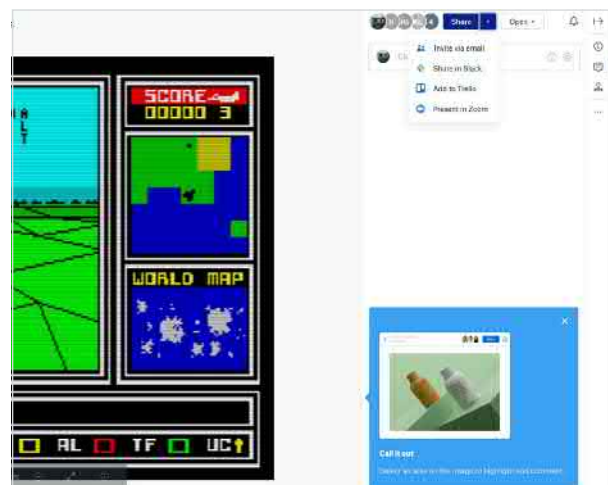 Share
Open
Invite via email
Share in Slack
Add to Trello
Present in Zoom
SCORE
00000 3
A
L
T
WORLD MAP
AL
TF
UC
Call it out